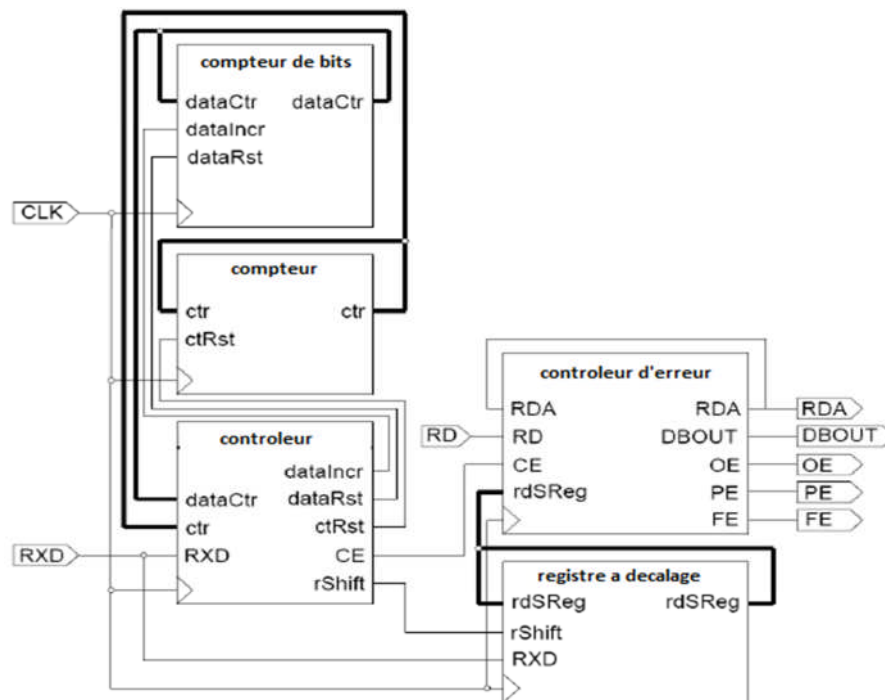 compteur de bits
dataCtr dataCtr
dataIncr
dataRst
CLK
compteur
ctr ctr
ctRst
controleur
dataIncr
dataCtr dataRst
ctr ctRst
RXD RXD CE
rShift
controleur d'erreur
RDA RDA RDA
RD RD DBOUT DBOUT
CE OE OE
rdSReg PE PE
FE FE
registre a decalage
rdSReg rdSReg
rShift
RXD